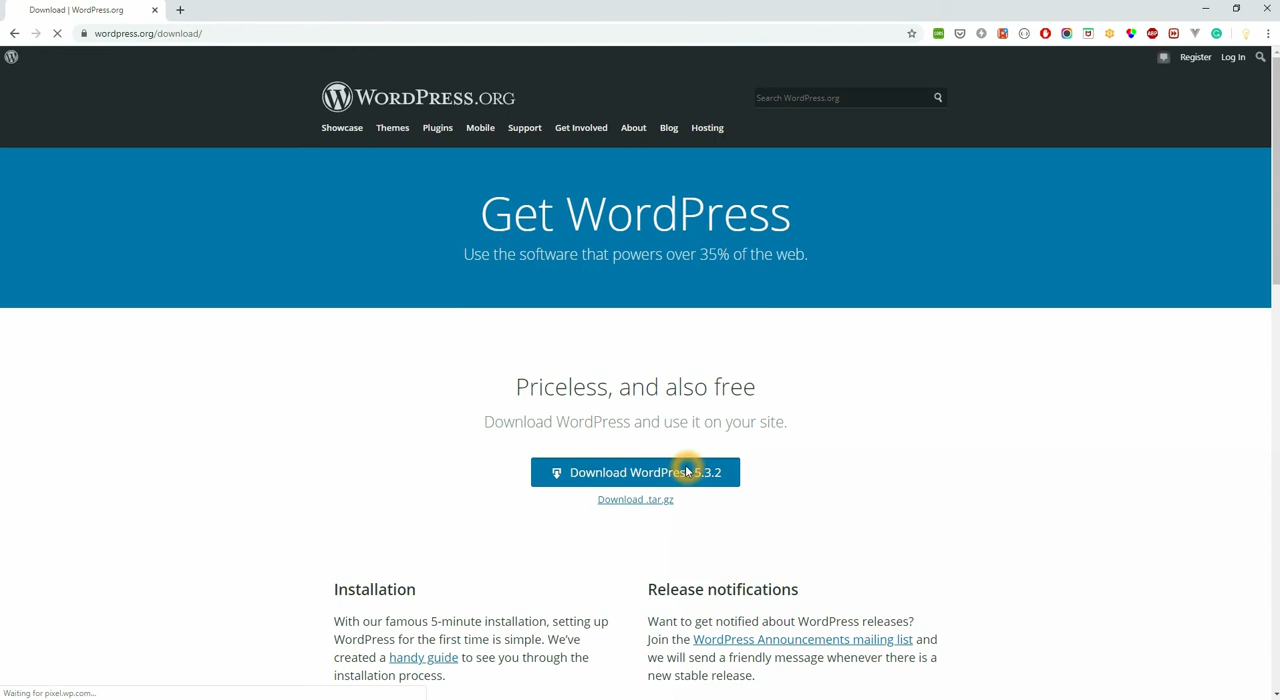 Download | WordPress.org
wordpress.org/download/
Register Log In
WORDPRESS.ORG
Search WordPress.org
Showcase Themes Plugins Mobile Support Get Involved About Blog Hosting
Get WordPress
Use the software that powers over 35% of the web.
Priceless, and also free
Download WordPress and use it on your site.
Download WordPress 5.3.2
Download .tar.gz
Installation
With our famous 5-minute installation, setting up
WordPress for the first time is simple. We've
created a handy guide to see you through the
installation process.
Release notifications
Want to get notified about WordPress releases?
Join the WordPress Announcements mailing list and
we will send a friendly message whenever there is a
new stable release.
Waiting for pixel.wp.com...